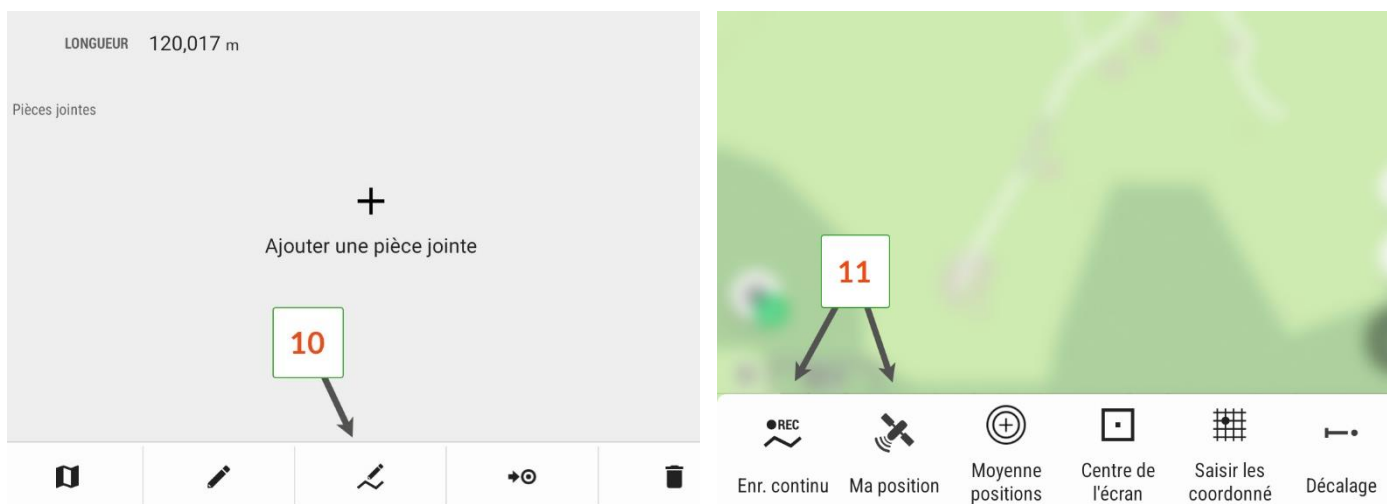 LONGUEUR 120,017 m
Pièces jointes
Ajouter une pièce jointe
10
11
REC
Enr. continu
Ma position
Moyenne
positions
Centre de
l'écran
Saisir les
coordonné
Décalage